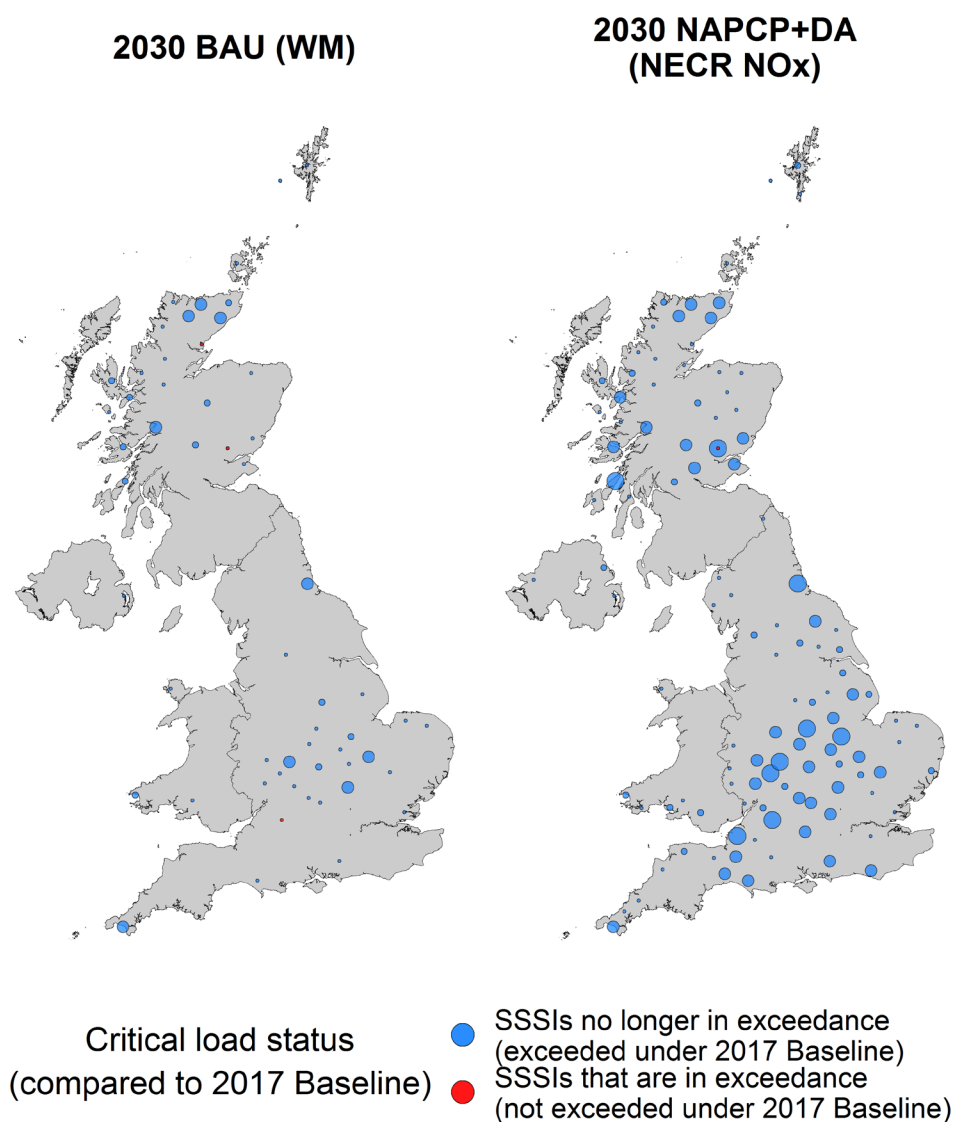 2030 BAU (WM)
2030 NAPCP+DA
(NECR NOx)
Critical load status
(compared to 2017 Baseline)
SSSIs no longer in exceedance
(exceeded under 2017 Baseline)
SSSIs that are in exceedance
(not exceeded under 2017 Baseline)